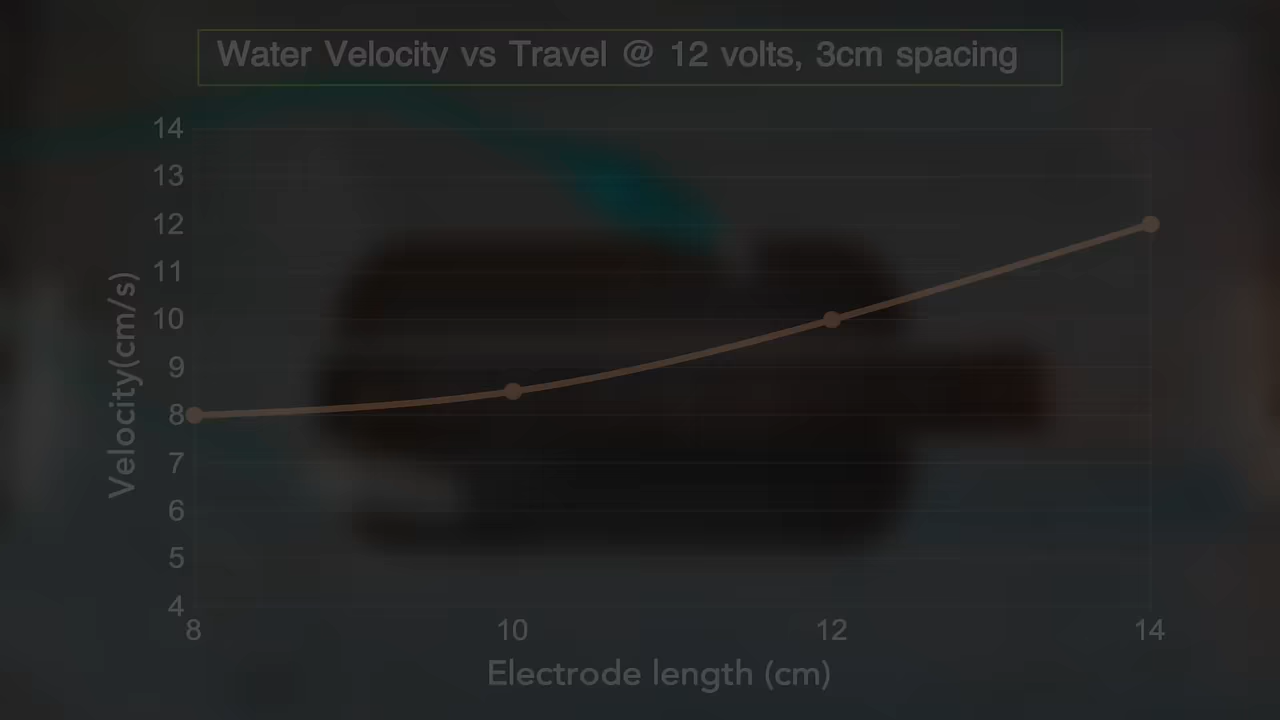 Water Velocity vs Travel @ 12 volts, 3cm spacing
14
13
12
11
10
9
8
7
6
5
4
Velocity(cm/s)
8 10 12 14
Electrode length (cm)